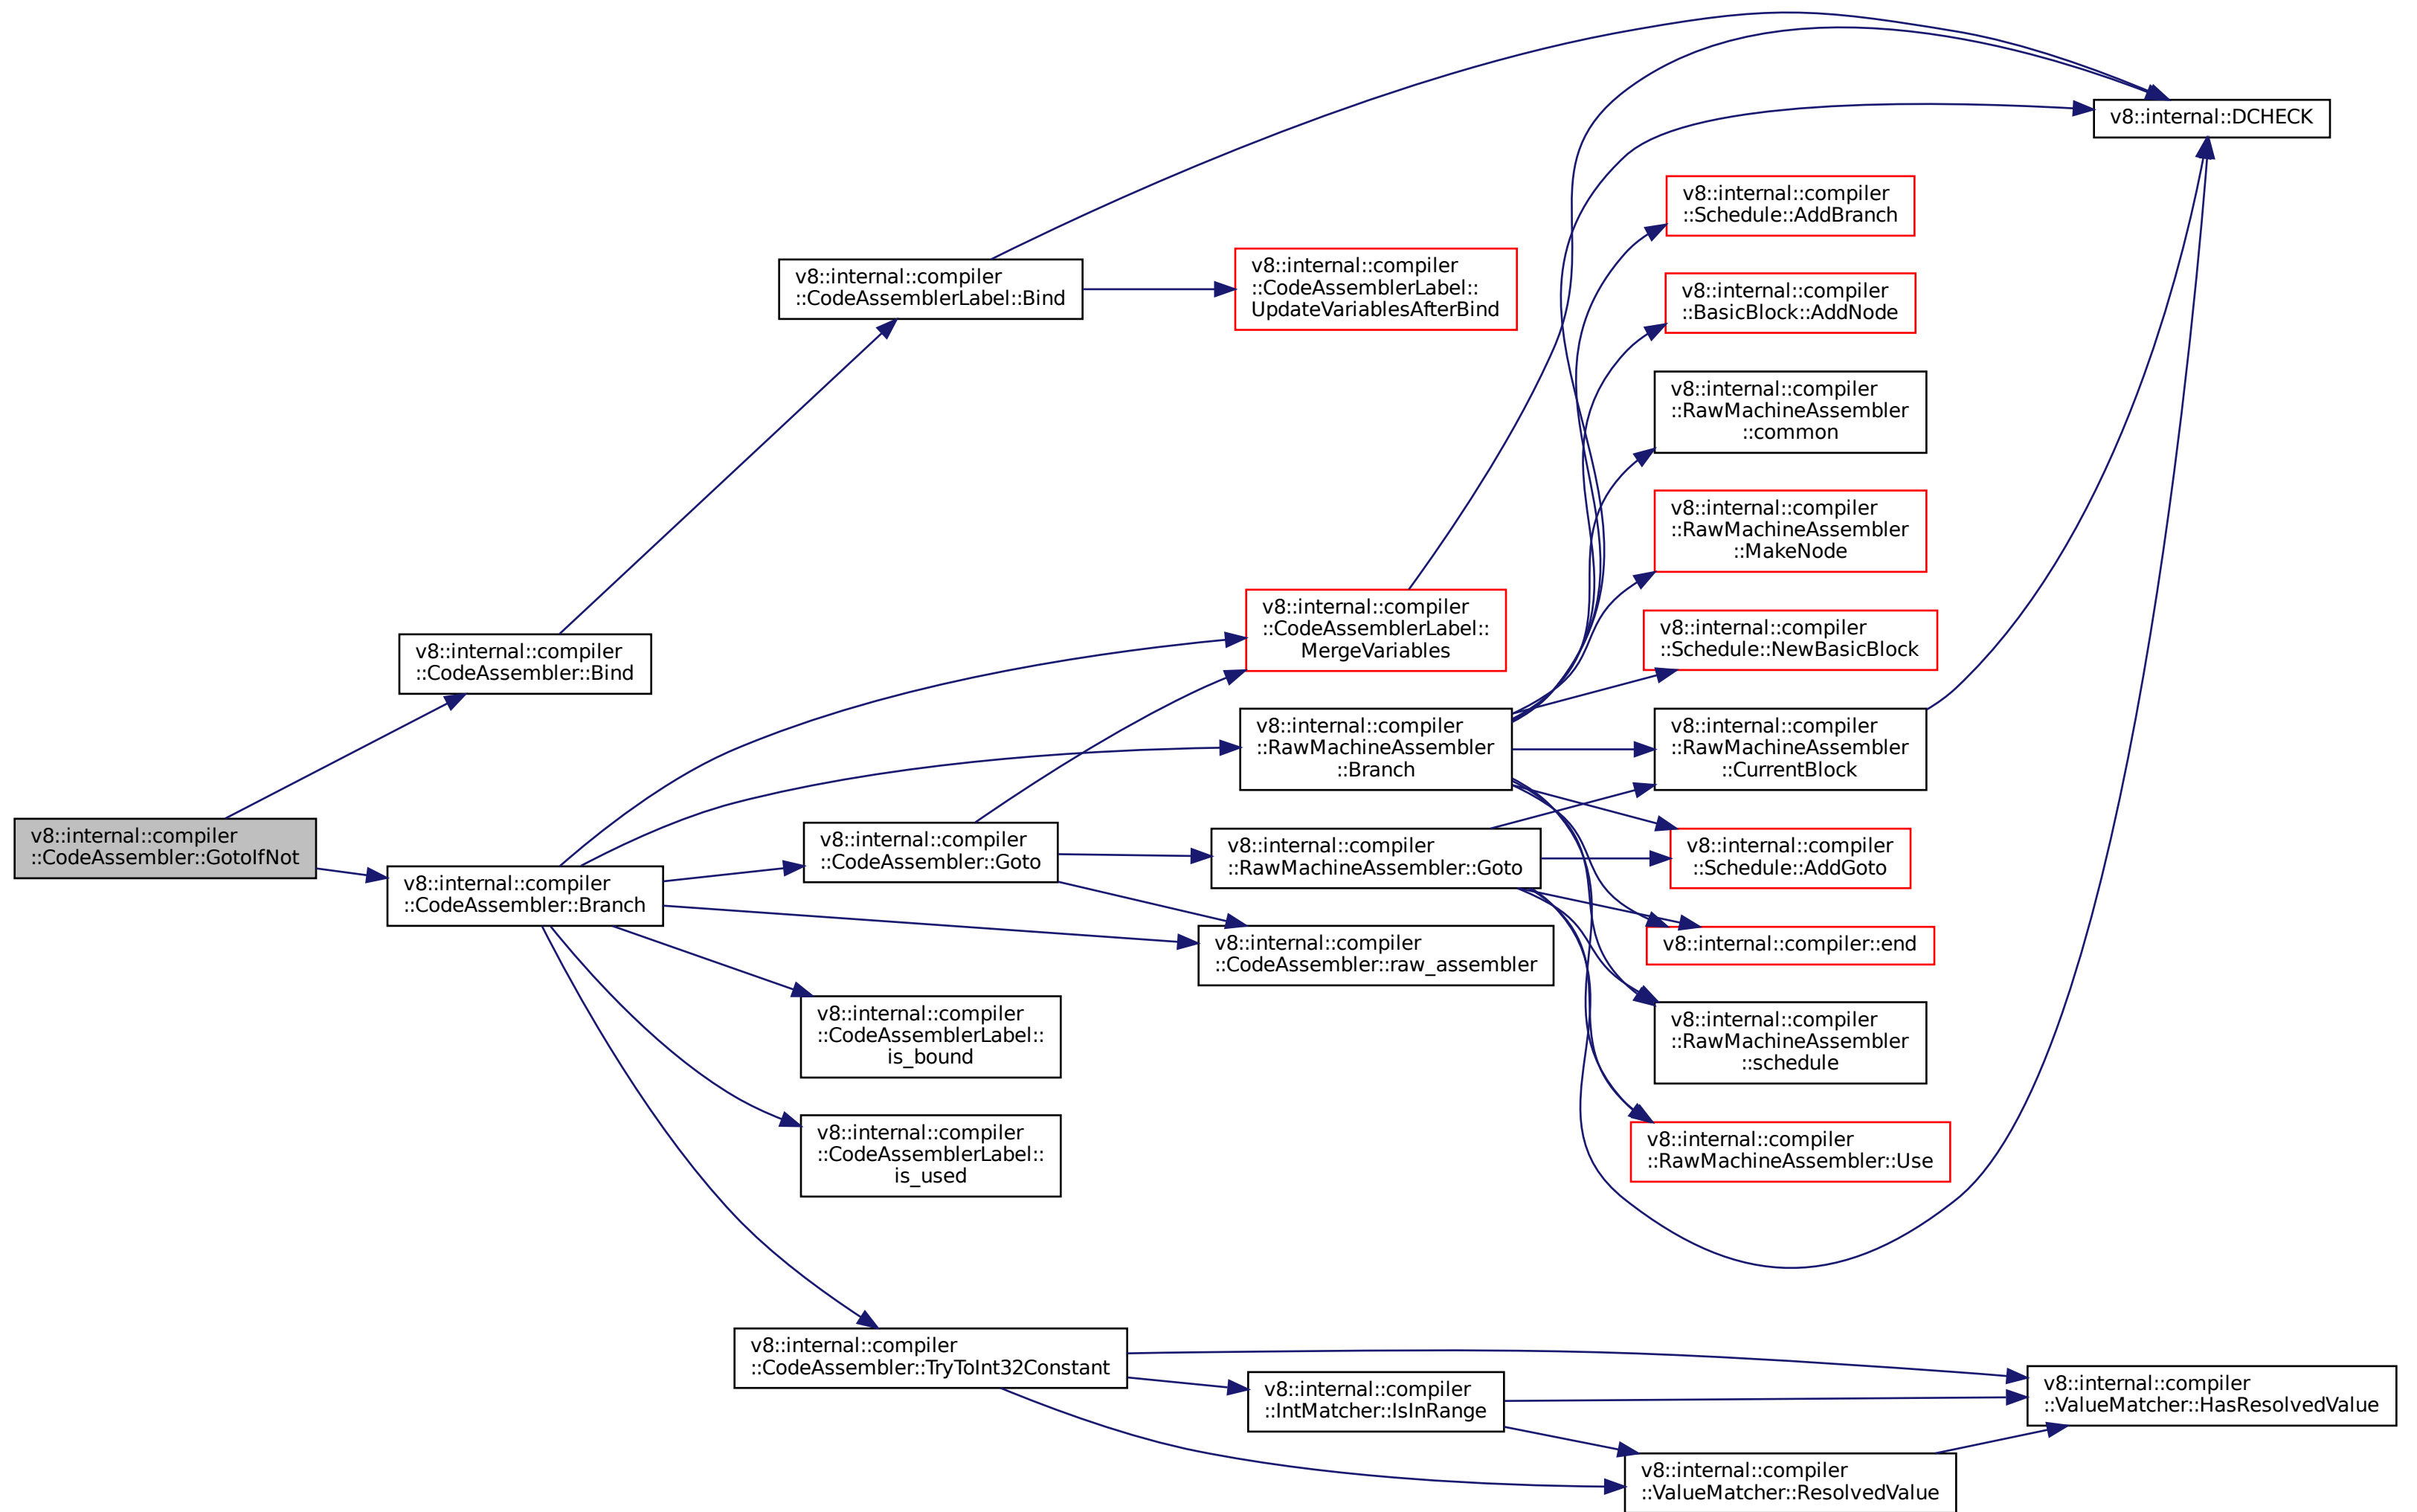 v8::internal::compiler
::CodeAssembler::GotoIfNot
v8::internal::compiler
::CodeAssembler::Bind
v8::internal::compiler
::CodeAssemblerLabel::Bind
v8::internal::DCHECK
v8::internal::compiler
::CodeAssemblerLabel::
UpdateVariablesAfterBind
v8::internal::compiler
::CodeAssembler::Branch
v8::internal::compiler
::CodeAssemblerLabel::
MergeVariables
v8::internal::compiler
::RawMachineAssembler
::Branch
v8::internal::compiler
::CodeAssembler::Goto
v8::internal::compiler
::RawMachineAssembler::Goto
v8::internal::compiler
::CodeAssembler::raw_assembler
v8::internal::compiler
::CodeAssemblerLabel::
is_bound
v8::internal::compiler
::CodeAssemblerLabel::
is_used
v8::internal::compiler
::CodeAssembler::TryToInt32Constant
v8::internal::compiler
::Schedule::AddBranch
v8::internal::compiler
::BasicBlock::AddNode
v8::internal::compiler
::RawMachineAssembler
::common
v8::internal::compiler
::RawMachineAssembler
::MakeNode
v8::internal::compiler
::Schedule::NewBasicBlock
v8::internal::compiler
::RawMachineAssembler
::CurrentBlock
v8::internal::compiler
::Schedule::AddGoto
v8::internal::compiler::end
v8::internal::compiler
::RawMachineAssembler
::schedule
v8::internal::compiler
::RawMachineAssembler::Use
v8::internal::compiler
::IntMatcher::IsInRange
v8::internal::compiler
::ValueMatcher::HasResolvedValue
v8::internal::compiler
::ValueMatcher::ResolvedValue